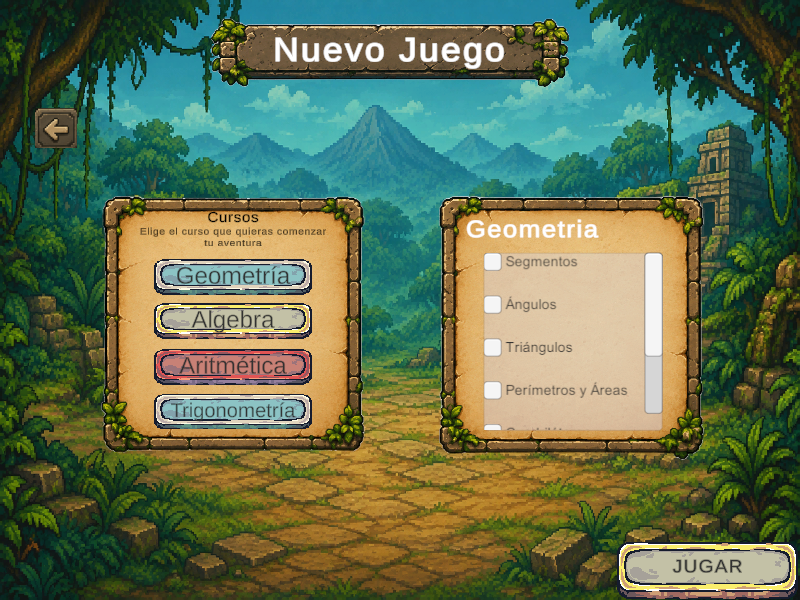 Nuevo Juego
Cursos
Elige el curso que quieras comenzar
tu aventura
Geometría
Algebra
Aritmética
Trigonometría
Geometria
Segmentos
Ángulos
Triángulos
Perímetros y Áreas
JUGAR